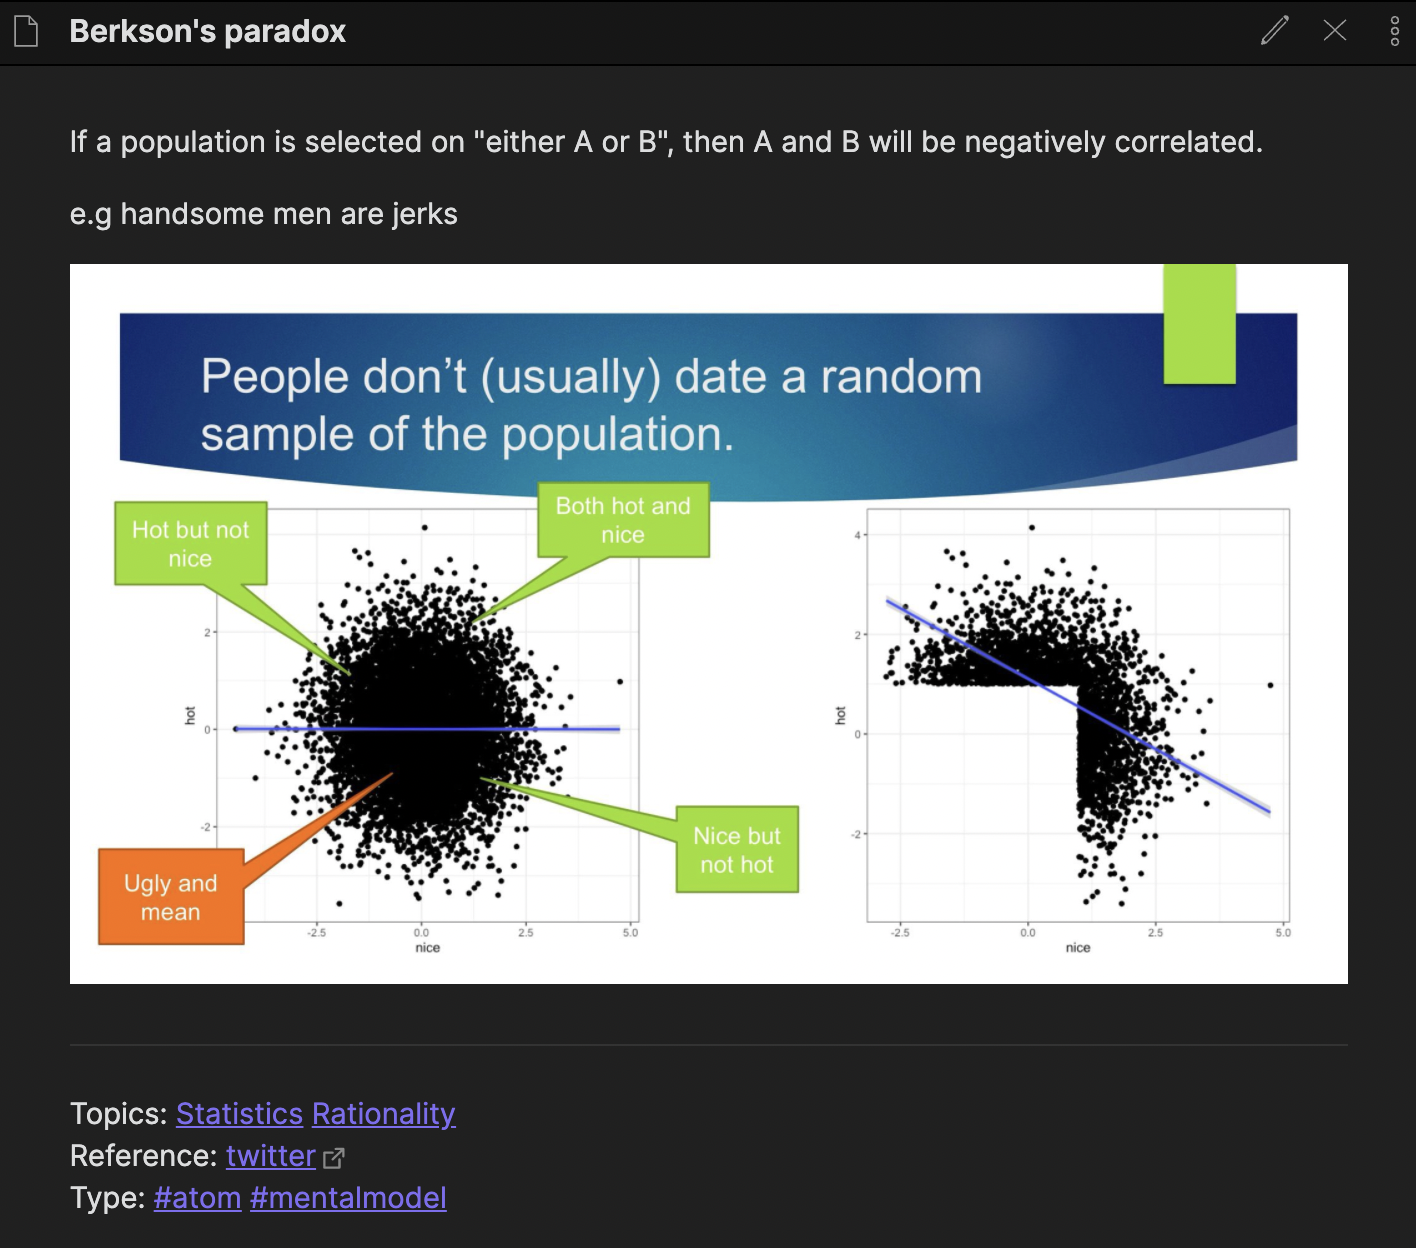 Berkson's paradox
If a population is selected on "either A or B", then A and B will be negatively correlated.
e.g handsome men are jerks
People don’t (usually) date a random
sample of the population.
Hot but not
nice
Both hot and
nice
hot
2
0
-2
-2.5
0.0
2.5
5.0
nice
Ugly and
mean
Nice but
not hot
hot
4
2
0
-2
-2.5
0.0
2.5
5.0
nice
Topics: Statistics Rationality
Reference: twitter
Type: #atom #mentalmodel